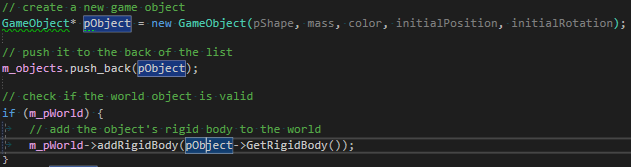 // create a new game object
GameObject* pObject = new GameObject(pShape, mass, color, initialPosition, initialRotation);
// push it to the back of the list
m_objects.push_back(pObject);
// check if the world object is valid
if (m_pWorld) {
// add the object's rigid body to the world
m_pWorld->addRigidBody(pObject->GetRigidBody());
}